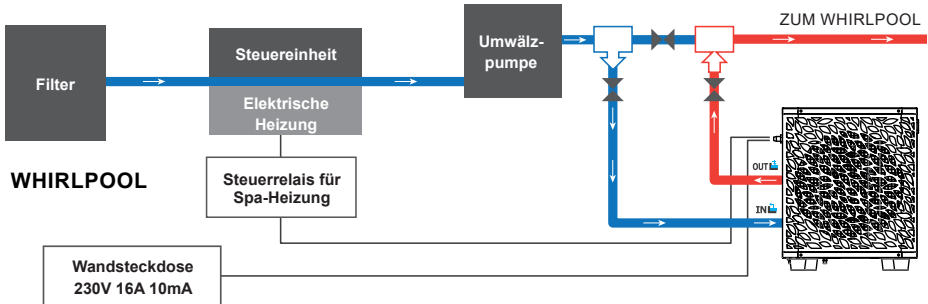 ZUM WHIRLPOOL
Filter
Steuereinheit
Elektrische
Heizung
Umwälz-
pumpe
WHIRLPOOL
Steuerrelais für
Spa-Heizung
OUT
IN
Wandsteckdose
230V 16A 10mA